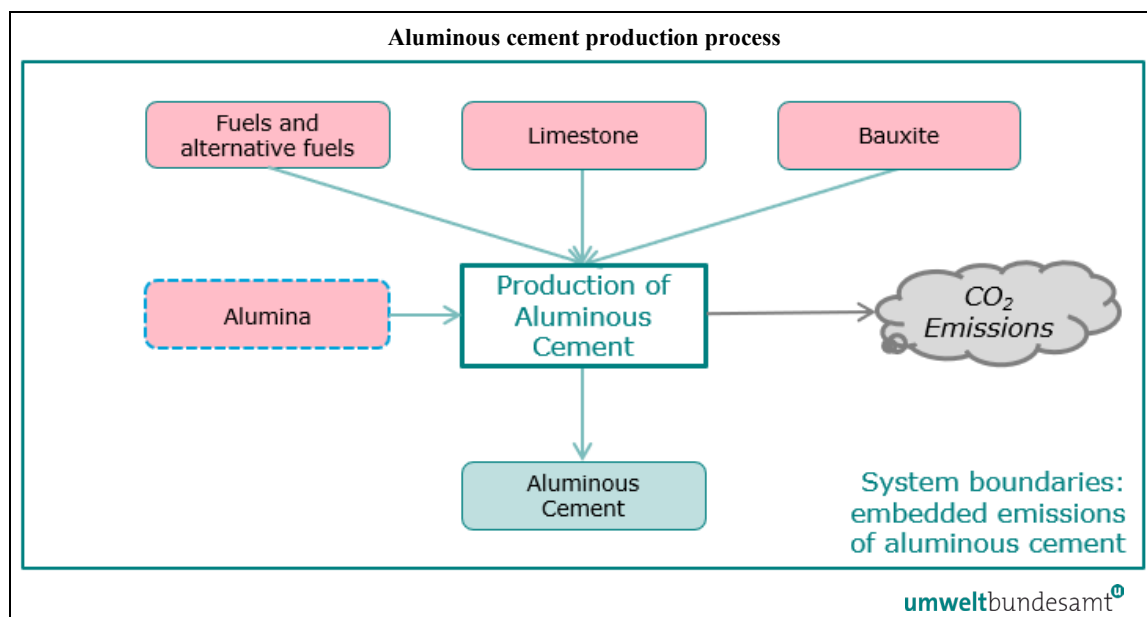 Aluminous cement production process
Fuels and
alternative fuels
Limestone
Bauxite
Alumina
Production of
Aluminous
Cement
CO₂
Emissions
Aluminous
Cement
System boundaries:
embedded emissions
of aluminous cement
umweltbundesamt u